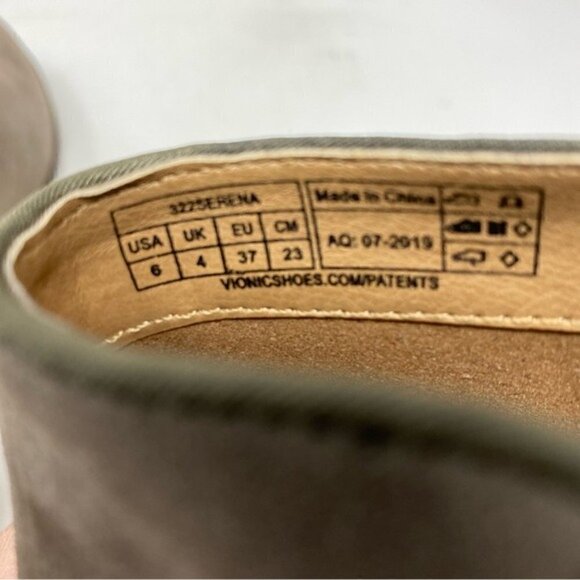 322SERENA
USA UK EU CM
6 4 37 23
Made in China
AQ: 07-2019
VIONICSHOES.COM/PATENTS